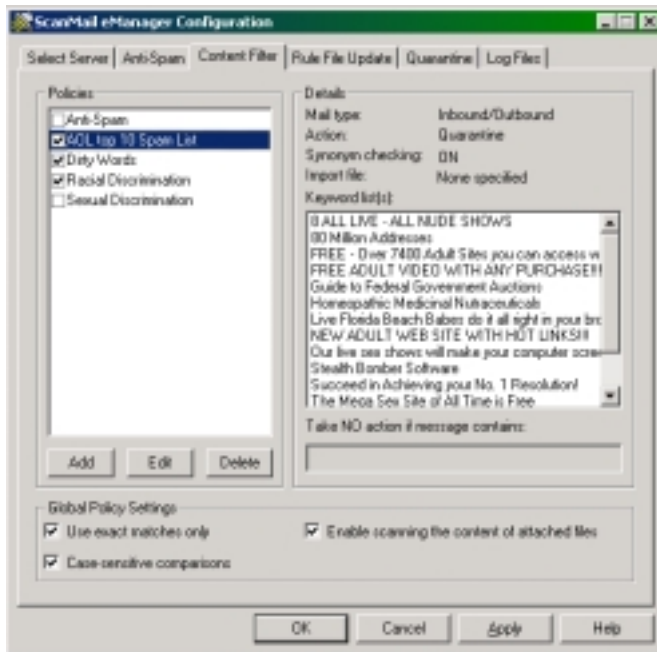 ScanMail eManager Configuration
Select Server Anti-Spam Content Filter Rule File Update Quarantine Log Files
Policies
Anti-Spam
AOL top 10 Spam List
Dirty Words
Racial Discrimination
Sexual Discrimination
Add Edit Delete
Details
Mail type: Inbound/Outbound
Action: Quarantine
Synonym checking: ON
Import file: None specified
Keyword list(s):
0 ALL LIVE - ALL NUDE SHOWS
80 Million Addresses
FREE - Over 7400 Adult Sites you can access w
FREE ADULT VIDEO WITH ANY PURCHASE!!!
Guide to Federal Government Auctions
Homeopathic Medicinal Nutraceuticals
Live Florida Beach Babes do it all right in your bro
NEW ADULT WEB SITE WITH HOT LINKS!!!
Our live sex shows will make your computer scre
Stealth Bomber Software
Succeed in Achieving your No. 1 Resolution!
The Mega Sex Site of All Time is Free
Take NO action if message contains:
Global Policy Settings
Use exact matches only
Enable scanning the content of attached files
Case-sensitive comparisons
OK Cancel Apply Help